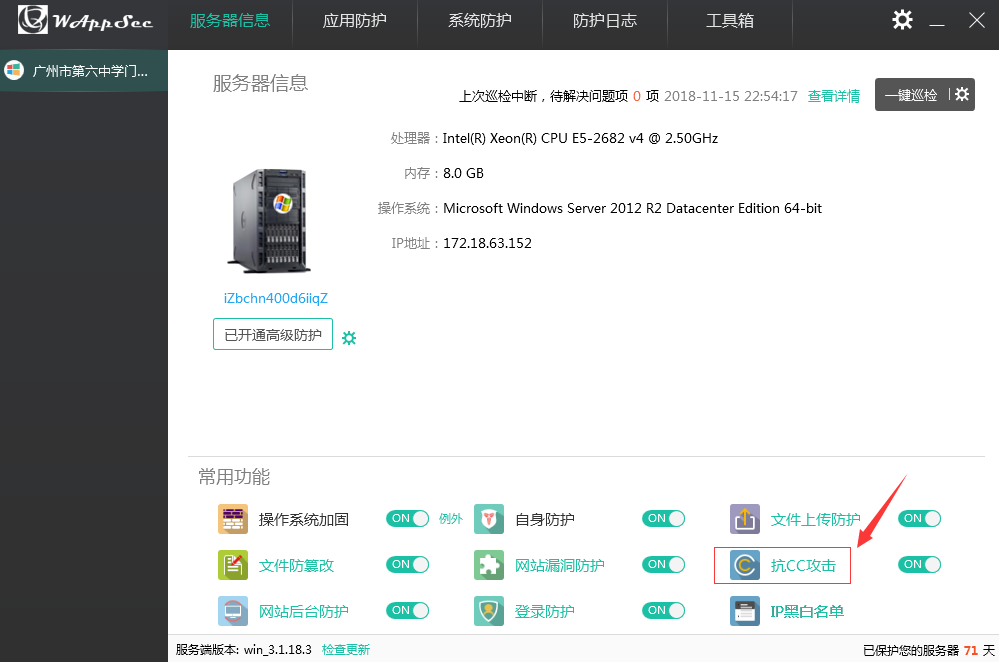 WAppSec
服务器信息 应用防护 系统防护 防护日志 工具箱
广州市第六中学门...
服务器信息
上次巡检中断，待解决问题项 0 项 2018-11-15 22:54:17 查看详情 一键巡检
处理器：Intel(R) Xeon(R) CPU E5-2682 v4 @ 2.50GHz
内存：8.0 GB
操作系统：Microsoft Windows Server 2012 R2 Datacenter Edition 64-bit
IP地址：172.18.63.152
iZbchn400d6iiqZ
已开通高级防护
常用功能
操作系统加固 ON 例外 自身防护 ON 文件上传防护 ON
文件防篡改 ON 网站漏洞防护 ON 抗CC攻击 ON
网站后台防护 ON 登录防护 ON IP黑白名单
服务端版本: win_3.1.18.3 检查更新 已保护您的服务器 71 天